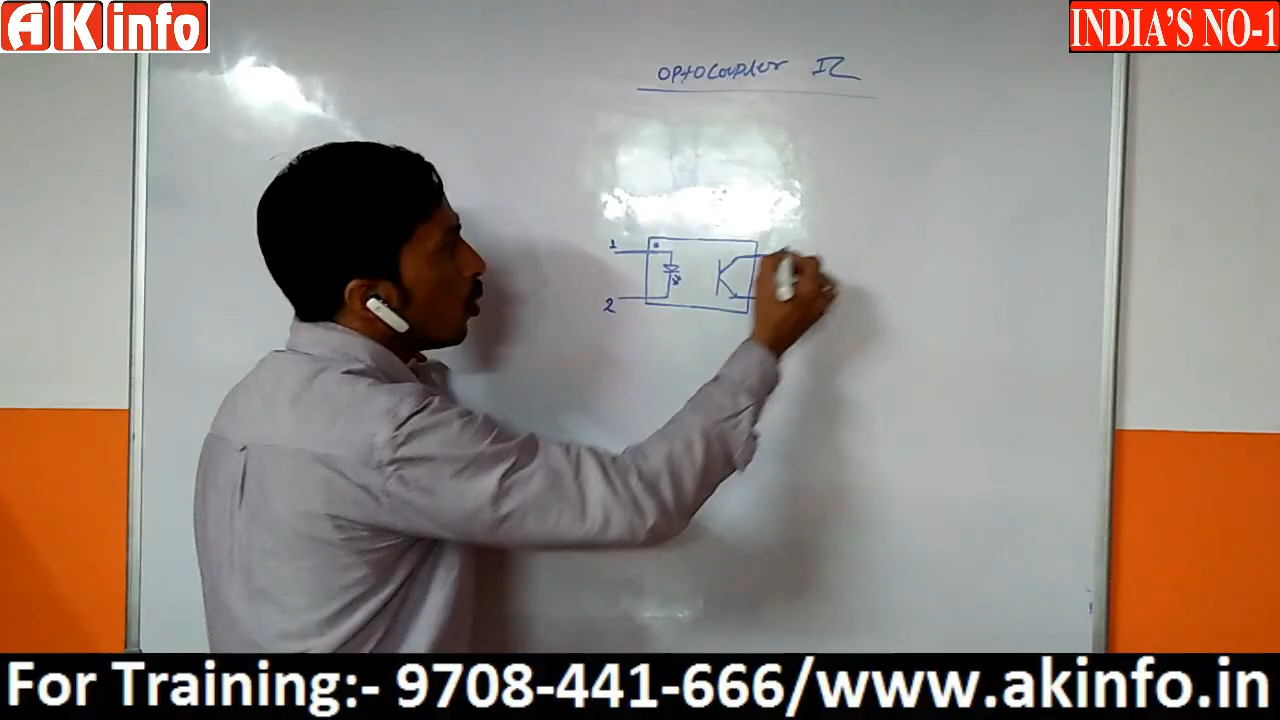 AKinfo
INDIA'S NO-1
OPtOCoupler IC
1
2
For Training:- 9708-441-666/www.akinfo.in